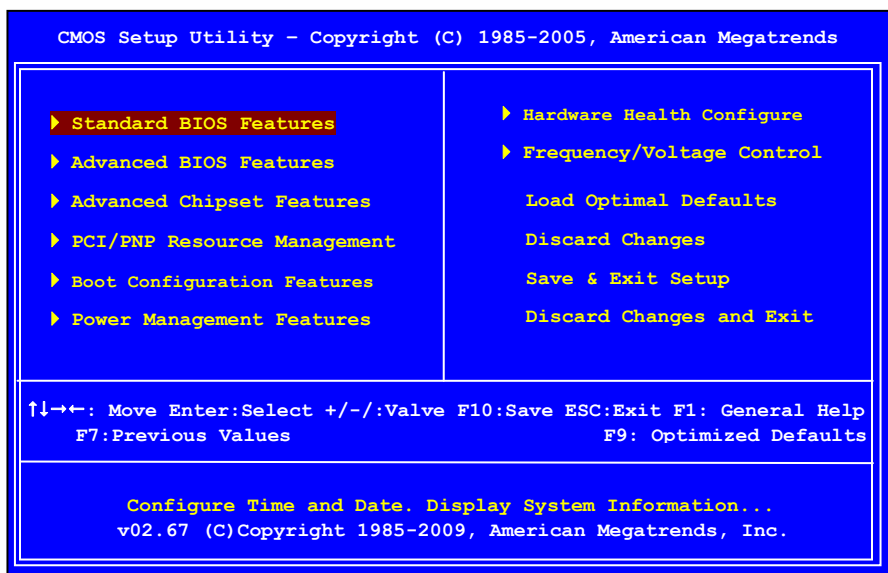 CMOS Setup Utility – Copyright (C) 1985-2005, American Megatrends
Standard BIOS Features
Advanced BIOS Features
Advanced Chipset Features
PCI/PNP Resource Management
Boot Configuration Features
Power Management Features
Hardware Health Configure
Frequency/Voltage Control
Load Optimal Defaults
Discard Changes
Save & Exit Setup
Discard Changes and Exit
↑↓→←: Move Enter:Select +/-/:Valve F10:Save ESC:Exit F1: General Help
F7:Previous Values F9: Optimized Defaults
Configure Time and Date. Display System Information...
v02.67 (C)Copyright 1985-2009, American Megatrends, Inc.